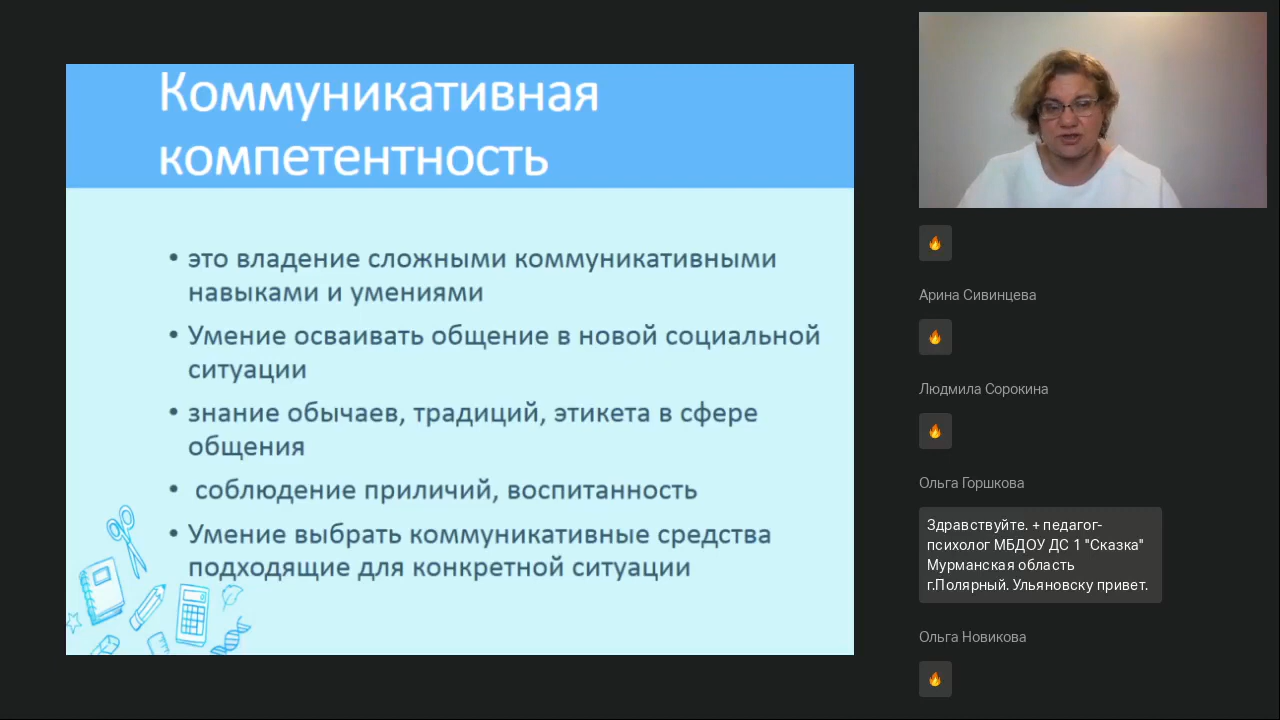 Коммуникативная
компетентность
• это владение сложными коммуникативными
навыками и умениями
• Умение осваивать общение в новой социальной
ситуации
• знание обычаев, традиций, этикета в сфере
общения
• соблюдение приличий, воспитанность
• Умение выбрать коммуникативные средства
подходящие для конкретной ситуации
🔥
Арина Сивинцева
🔥
Людмила Сорокина
🔥
Ольга Горшкова
Здравствуйте. + педагог-
психолог МБДОУ ДС 1 "Сказка"
Мурманская область
г.Полярный. Ульяновску привет.
Ольга Новикова
🔥